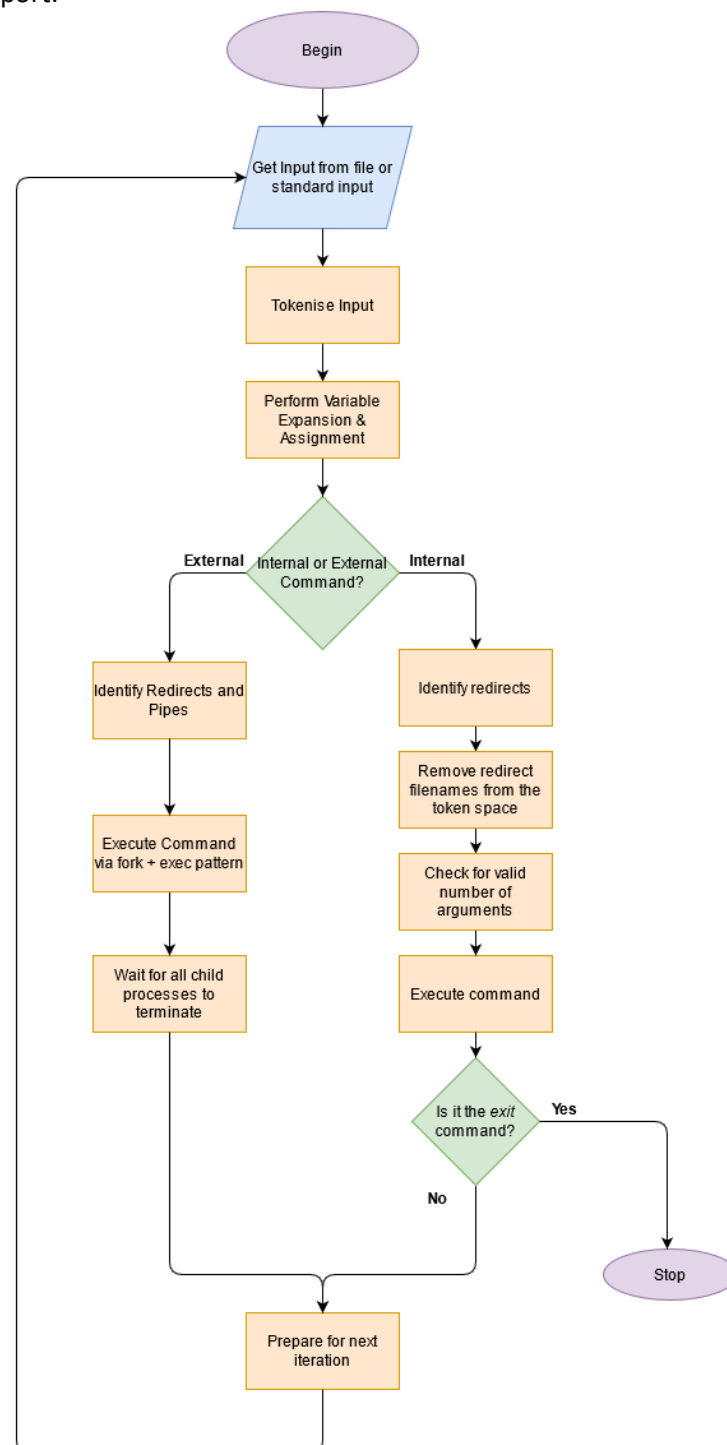 Begin
Get Input from file or
standard input
Tokenise Input
Perform Variable
Expansion &
Assignment
External
Internal or External
Command?
Internal
Identify Redirects and
Pipes
Identify redirects
Remove redirect
filenames from the
token space
Execute Command
via fork + exec pattern
Check for valid
number of
arguments
Wait for all child
processes to
terminate
Execute command
Is it the exit
command?
Yes
No
Stop
Prepare for next
iteration